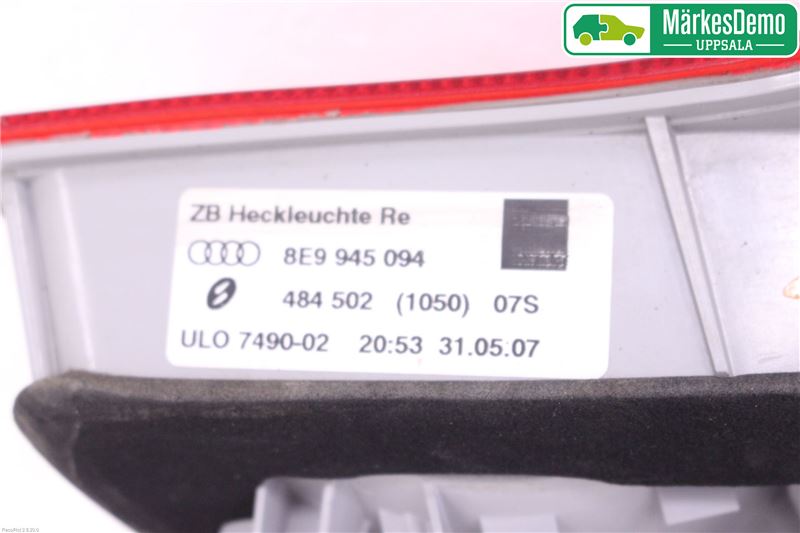 MärkesDemo
UPPSALA
ZB Heckleuchte Re
8E9 945 094
484 502 (1050) 07S
ULO 7490-02 20:53 31.05.07